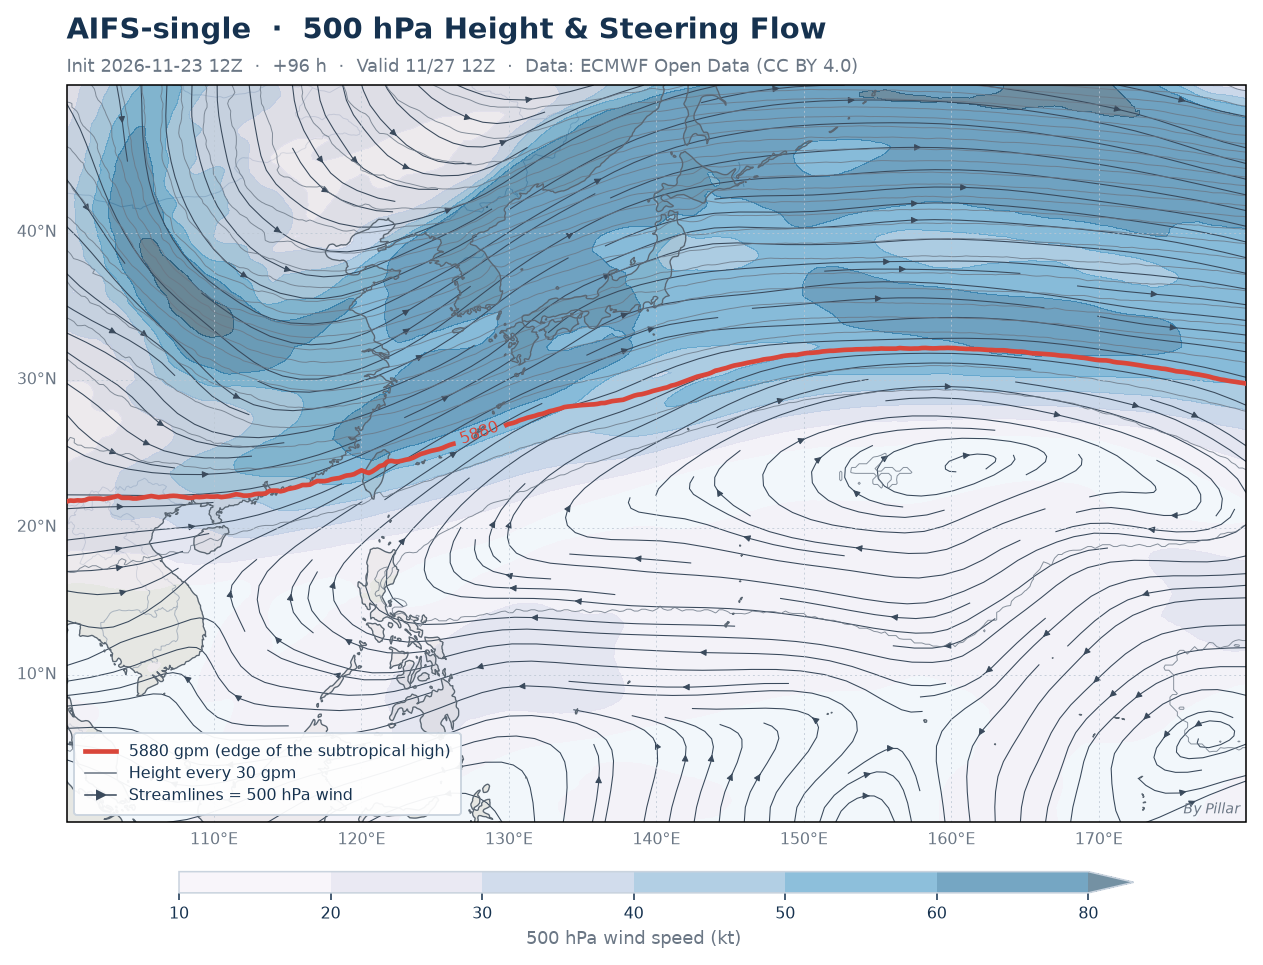 AIFS-single · 500 hPa Height & Steering Flow
Init 2026-11-23 12Z · +96 h · Valid 11/27 12Z · Data: ECMWF Open Data (CC BY 4.0)
40°N
30°N
20°N
10°N
5880
5880 gpm (edge of the subtropical high)
Height every 30 gpm
Streamlines = 500 hPa wind
By Pillar
110°E 120°E 130°E 140°E 150°E 160°E 170°E
10 20 30 40 50 60 80
500 hPa wind speed (kt)